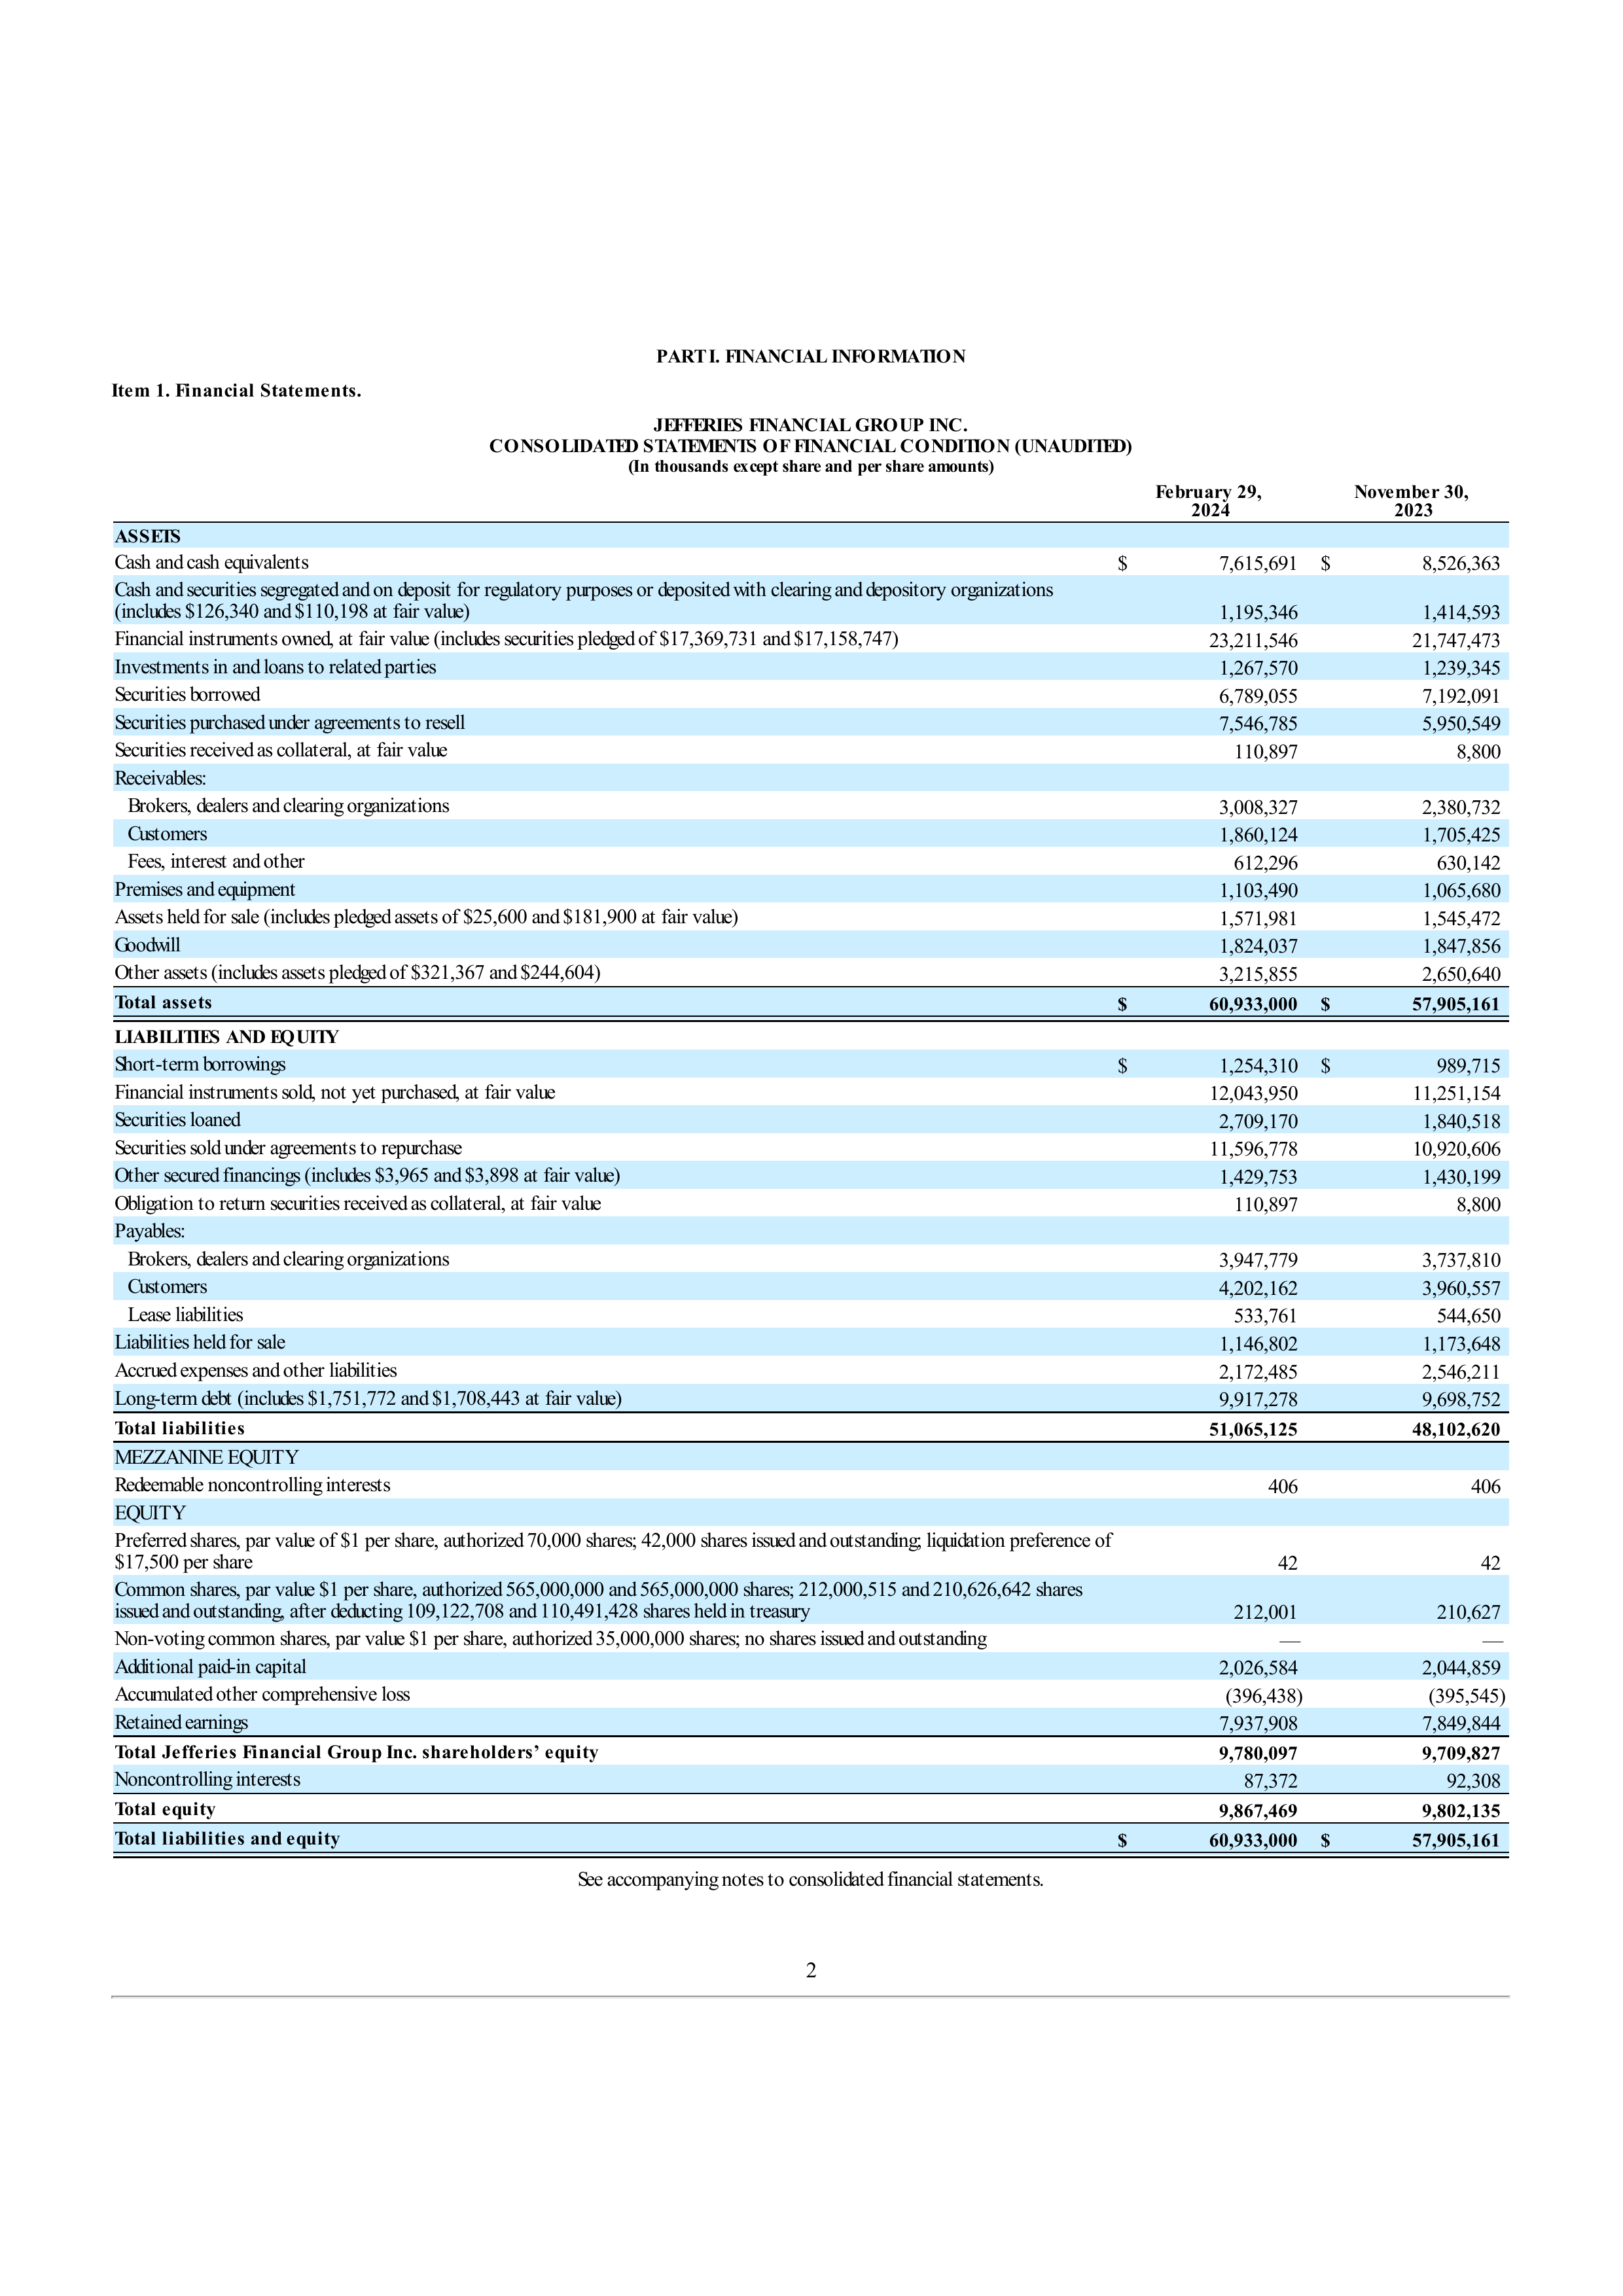 PART I. FINANCIAL INFORMATION
Item 1. Financial Statements.
JEFFERIES FINANCIAL GROUP INC.
CONSOLIDATED STATEMENTS OF FINANCIAL CONDITION (UNAUDITED)
(In thousands except share and per share amounts)
February 29, 2024 November 30, 2023
ASSETS
Cash and cash equivalents $ 7,615,691 $ 8,526,363
Cash and securities segregated and on deposit for regulatory purposes or deposited with clearing and depository organizations
(includes $126,340 and $110,198 at fair value) 1,195,346 1,414,593
Financial instruments owned, at fair value (includes securities pledged of $17,369,731 and $17,158,747) 23,211,546 21,747,473
Investments in and loans to related parties 1,267,570 1,239,345
Securities borrowed 6,789,055 7,192,091
Securities purchased under agreements to resell 7,546,785 5,950,549
Securities received as collateral, at fair value 110,897 8,800
Receivables:
Brokers, dealers and clearing organizations 3,008,327 2,380,732
Customers 1,860,124 1,705,425
Fees, interest and other 612,296 630,142
Premises and equipment 1,103,490 1,065,680
Assets held for sale (includes pledged assets of $25,600 and $181,900 at fair value) 1,571,981 1,545,472
Goodwill 1,824,037 1,847,856
Other assets (includes assets pledged of $321,367 and $244,604) 3,215,855 2,650,640
Total assets $ 60,933,000 $ 57,905,161
LIABILITIES AND EQUITY
Short-term borrowings $ 1,254,310 $ 989,715
Financial instruments sold, not yet purchased, at fair value 12,043,950 11,251,154
Securities loaned 2,709,170 1,840,518
Securities sold under agreements to repurchase 11,596,778 10,920,606
Other secured financings (includes $3,965 and $3,898 at fair value) 1,429,753 1,430,199
Obligation to return securities received as collateral, at fair value 110,897 8,800
Payables:
Brokers, dealers and clearing organizations 3,947,779 3,737,810
Customers 4,202,162 3,960,557
Lease liabilities 533,761 544,650
Liabilities held for sale 1,146,802 1,173,648
Accrued expenses and other liabilities 2,172,485 2,546,211
Long-term debt (includes $1,751,772 and $1,708,443 at fair value) 9,917,278 9,698,752
Total liabilities 51,065,125 48,102,620
MEZZANINE EQUITY
Redeemable noncontrolling interests 406 406
EQUITY
Preferred shares, par value of $1 per share, authorized 70,000 shares; 42,000 shares issued and outstanding; liquidation preference of
$17,500 per share 42 42
Common shares, par value $1 per share, authorized 565,000,000 and 565,000,000 shares; 212,000,515 and 210,626,642 shares
issued and outstanding, after deducting 109,122,708 and 110,491,428 shares held in treasury 212,001 210,627
Non-voting common shares, par value $1 per share, authorized 35,000,000 shares; no shares issued and outstanding — —
Additional paid-in capital 2,026,584 2,044,859
Accumulated other comprehensive loss (396,438) (395,545)
Retained earnings 7,937,908 7,849,844
Total Jefferies Financial Group Inc. shareholders’ equity 9,780,097 9,709,827
Noncontrolling interests 87,372 92,308
Total equity 9,867,469 9,802,135
Total liabilities and equity $ 60,933,000 $ 57,905,161
See accompanying notes to consolidated financial statements.
2